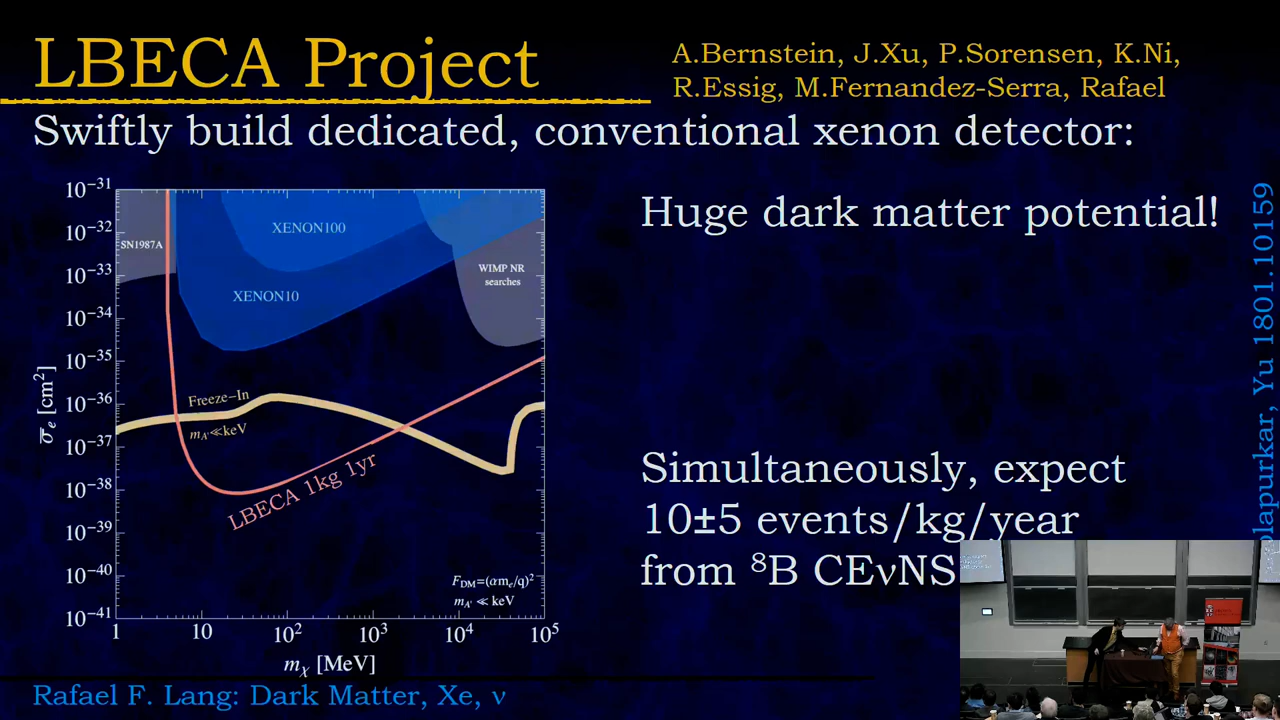 LBECA Project
A.Bernstein, J.Xu, P.Sorensen, K.Ni,
R.Essig, M.Fernandez-Serra, Rafael
Swiftly build dedicated, conventional xenon detector:
Huge dark matter potential!
Simultaneously, expect
10±5 events/kg/year
from ⁸B CEνNS
Yu 1801.10159
10⁻³¹
10⁻³²
10⁻³³
10⁻³⁴
10⁻³⁵
10⁻³⁶
10⁻³⁷
10⁻³⁸
10⁻³⁹
10⁻⁴⁰
10⁻⁴¹
σ̅ₑ [cm²]
SN1987A
XENON100
XENON10
WIMP NR
searches
Freeze-In
m_A'≪keV
LBECA 1kg 1yr
F_DM=(αmₑ/q)²
m_A' ≪ keV
1 10 10² 10³ 10⁴ 10⁵
m_χ [MeV]
Rafael F. Lang: Dark Matter, Xe, ν